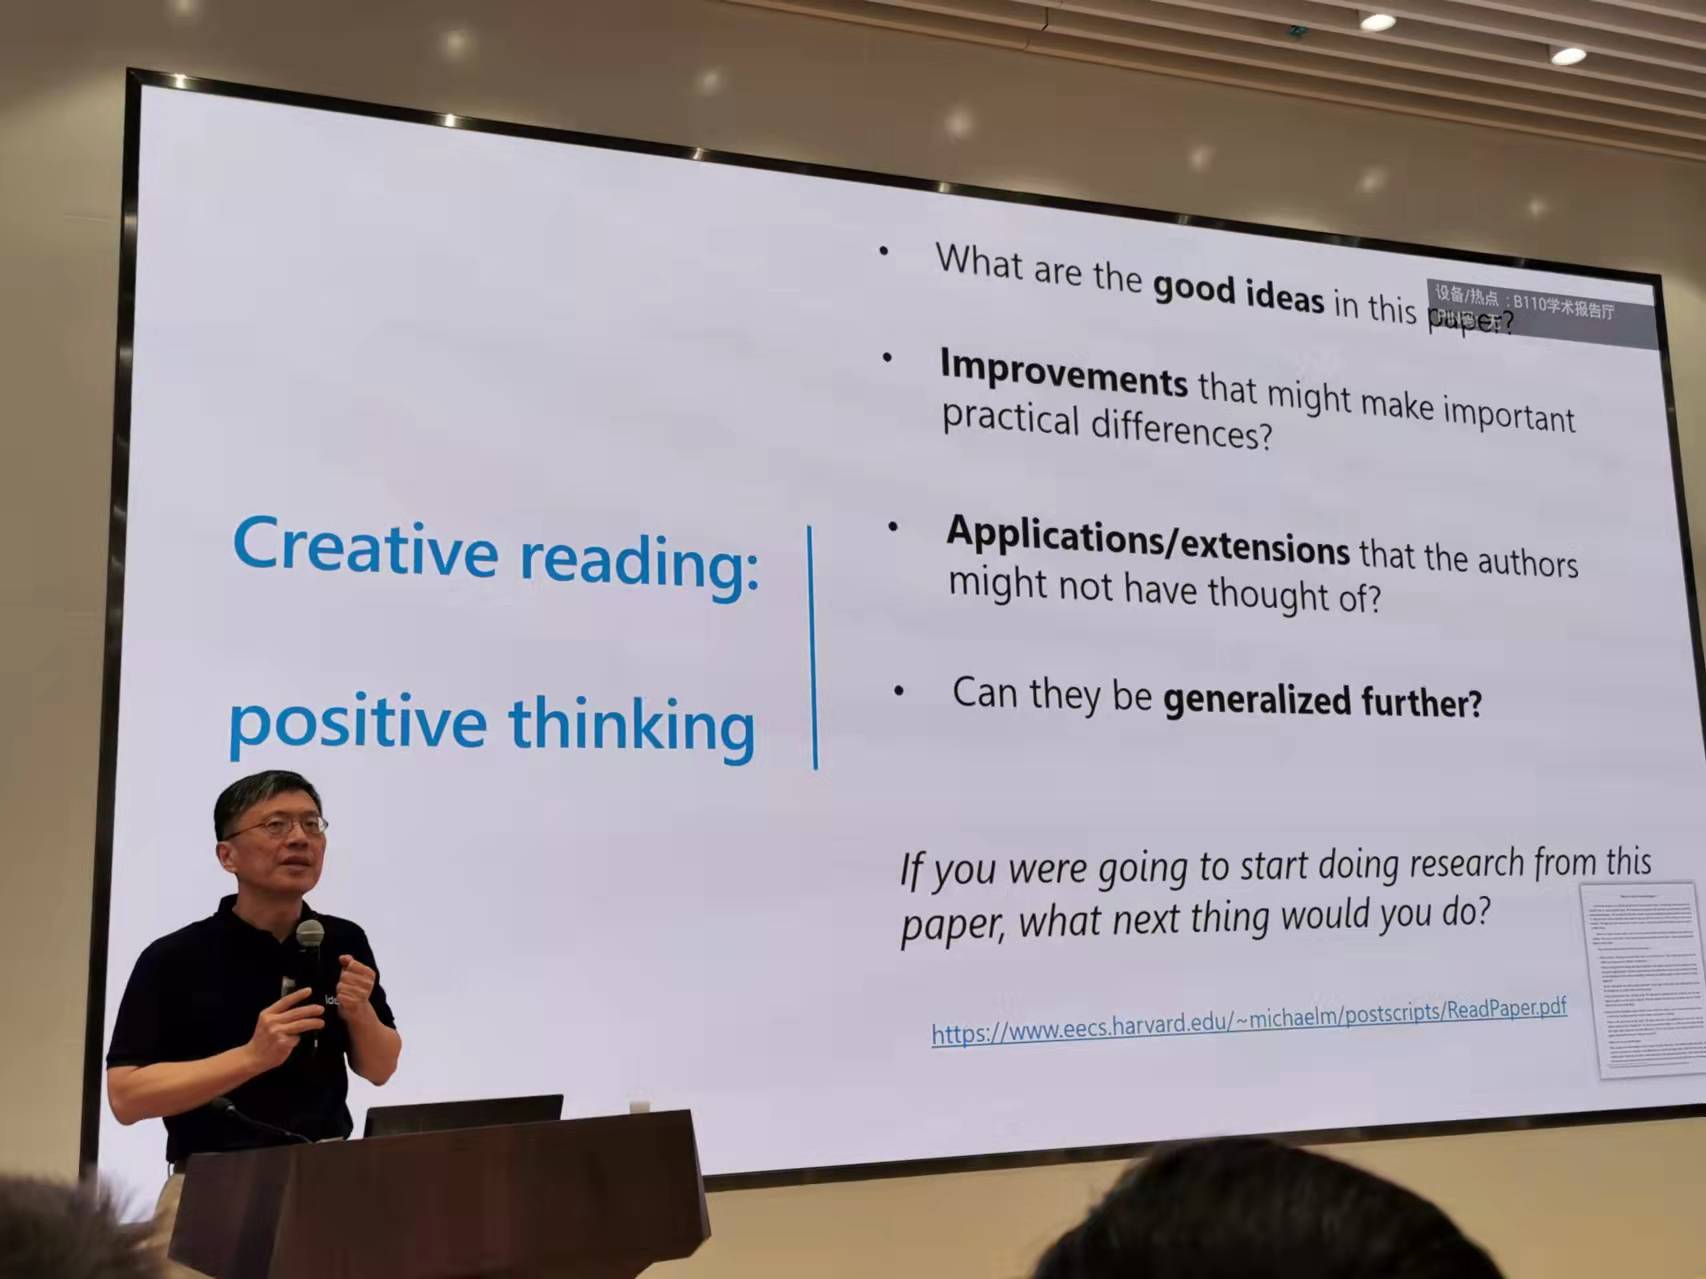 What are the good ideas in this paper?
设备/热点：B110学术报告厅
Improvements that might make important
practical differences?
Creative reading:
positive thinking
Applications/extensions that the authors
might not have thought of?
Can they be generalized further?
If you were going to start doing research from this
paper, what next thing would you do?
https://www.eecs.harvard.edu/~michaelm/postscripts/ReadPaper.pdf